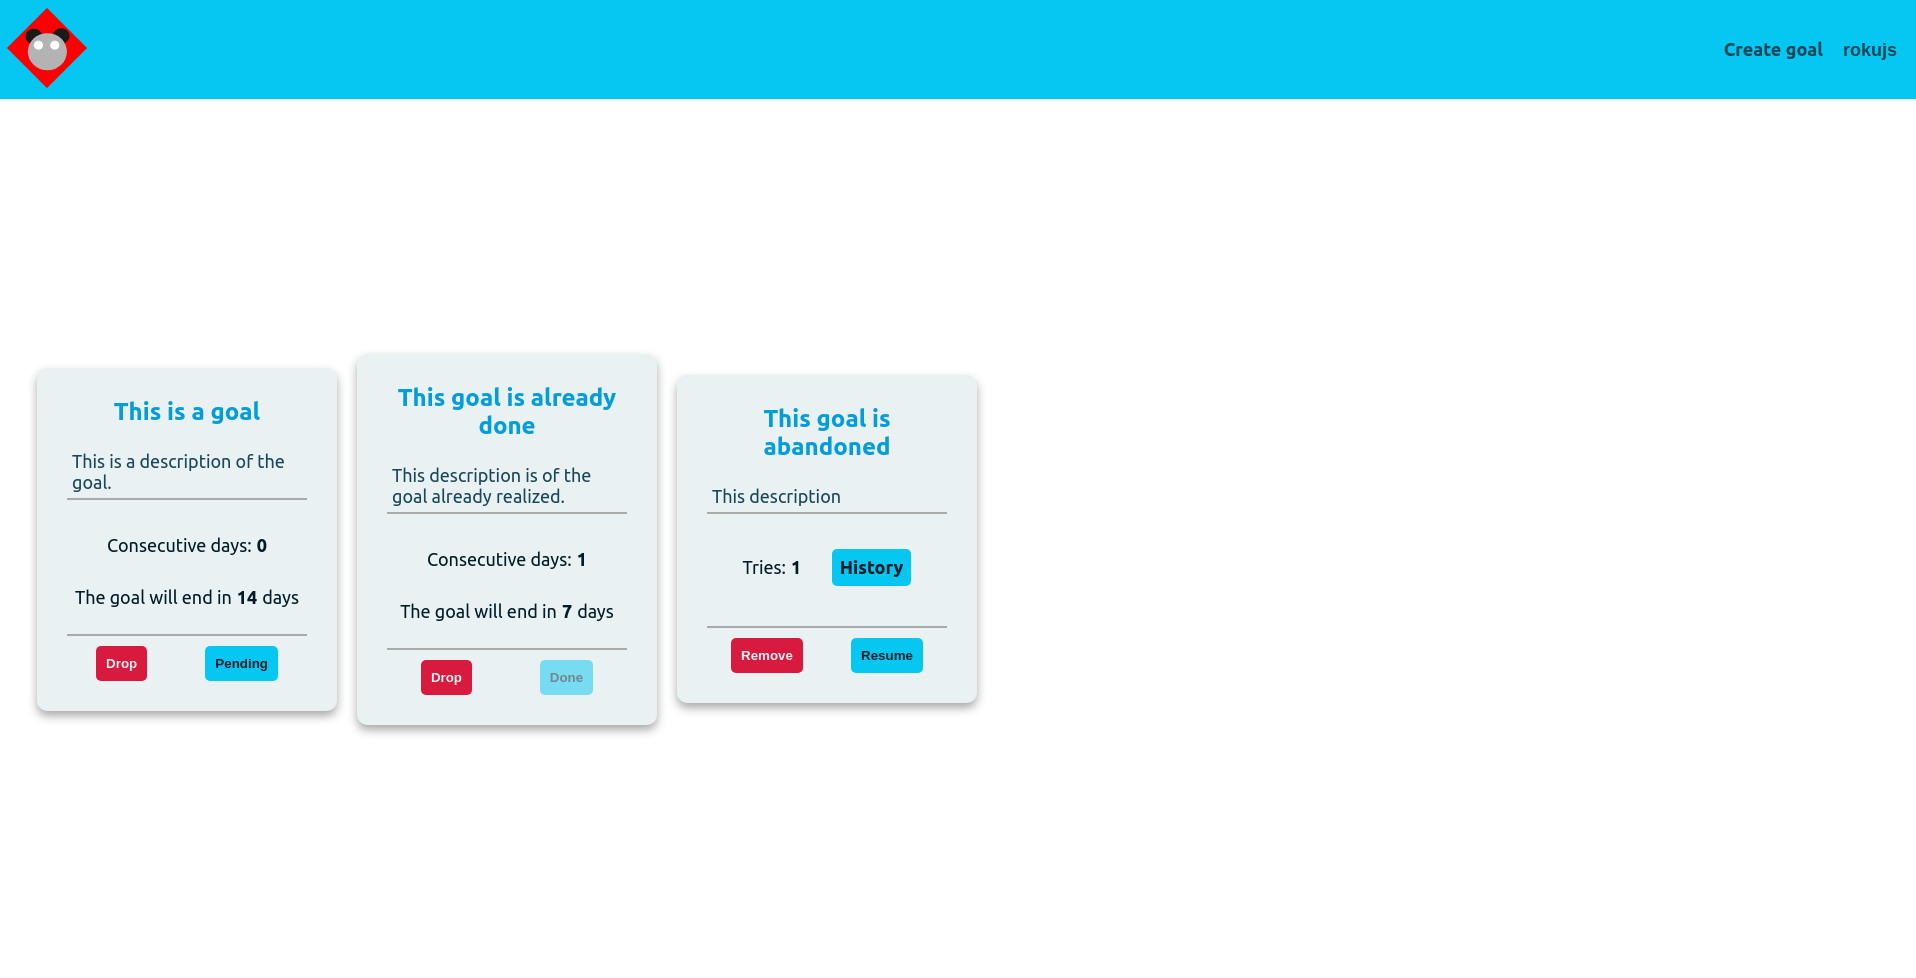 Create goal
rokujs
This is a goal
This is a description of the
goal.
Consecutive days: 0
The goal will end in 14 days
Drop
Pending
This goal is already
done
This description is of the
goal already realized.
Consecutive days: 1
The goal will end in 7 days
Drop
Done
This goal is
abandoned
This description
Tries: 1
History
Remove
Resume